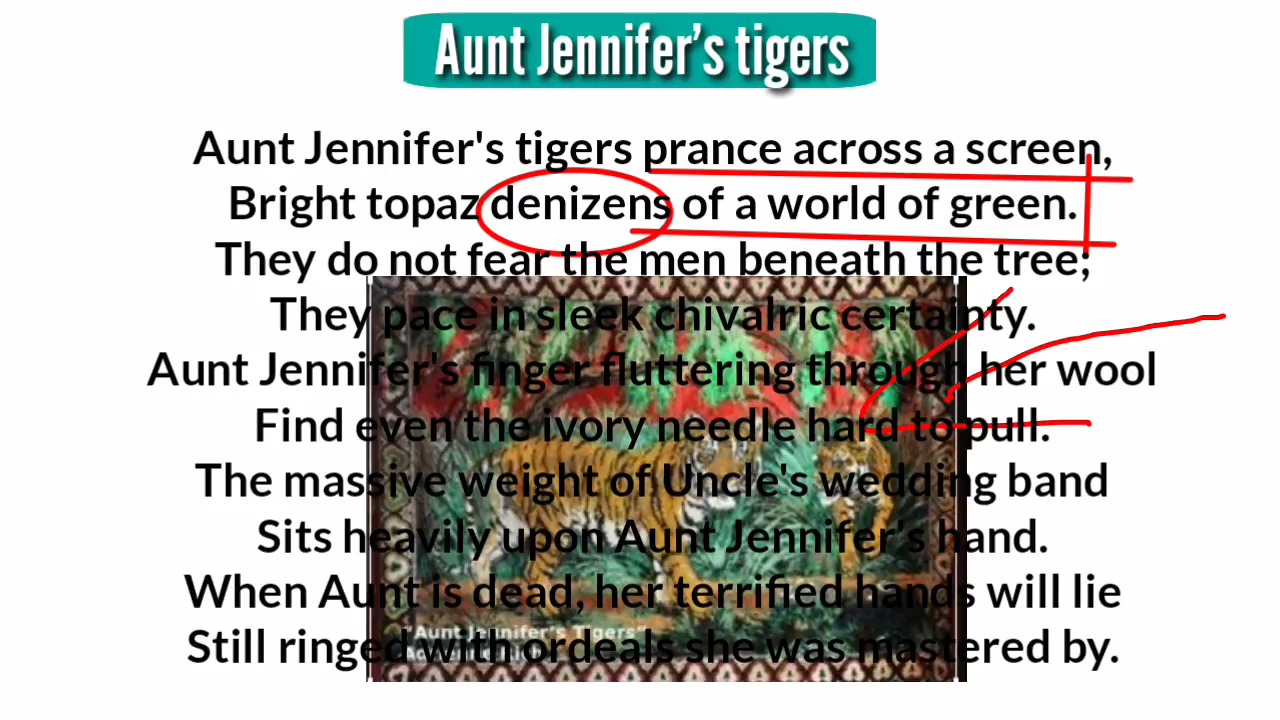 Aunt Jennifer's tigers
Aunt Jennifer's tigers prance across a screen,
Bright topaz denizens of a world of green.
They do not fear the men beneath the tree;
They pace in sleek chivalric certainty.
Aunt Jennifer's finger fluttering through her wool
Find even the ivory needle hard to pull.
The massive weight of Uncle's wedding band
Sits heavily upon Aunt Jennifer's hand.
When Aunt is dead, her terrified hands will lie
"Aunt Jennifer's Tigers"
Still ringed with ordeals she was mastered by.